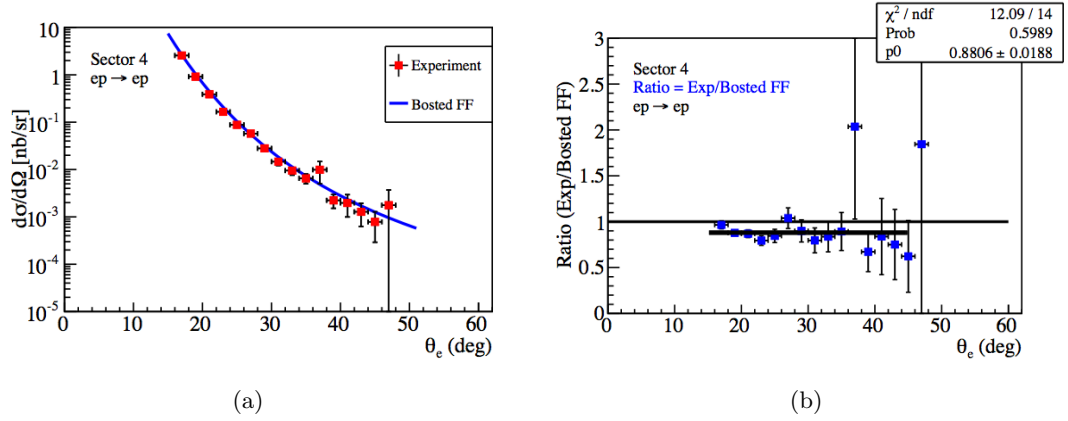 10
1
10⁻¹
10⁻²
10⁻³
10⁻⁴
10⁻⁵
dσ/dΩ [nb/sr]
Sector 4
ep → ep
Experiment
Bosted FF
0 10 20 30 40 50
θₑ (deg)
(a)
χ² / ndf 12.09 / 14
Prob 0.5989
p0 0.8806 ± 0.0188
3
2.5
2
1.5
1
0.5
0
Ratio (Exp/Bosted FF)
Sector 4
Ratio = Exp/Bosted FF
ep → ep
0 10 20 30 40 50 60
θₑ (deg)
(b)